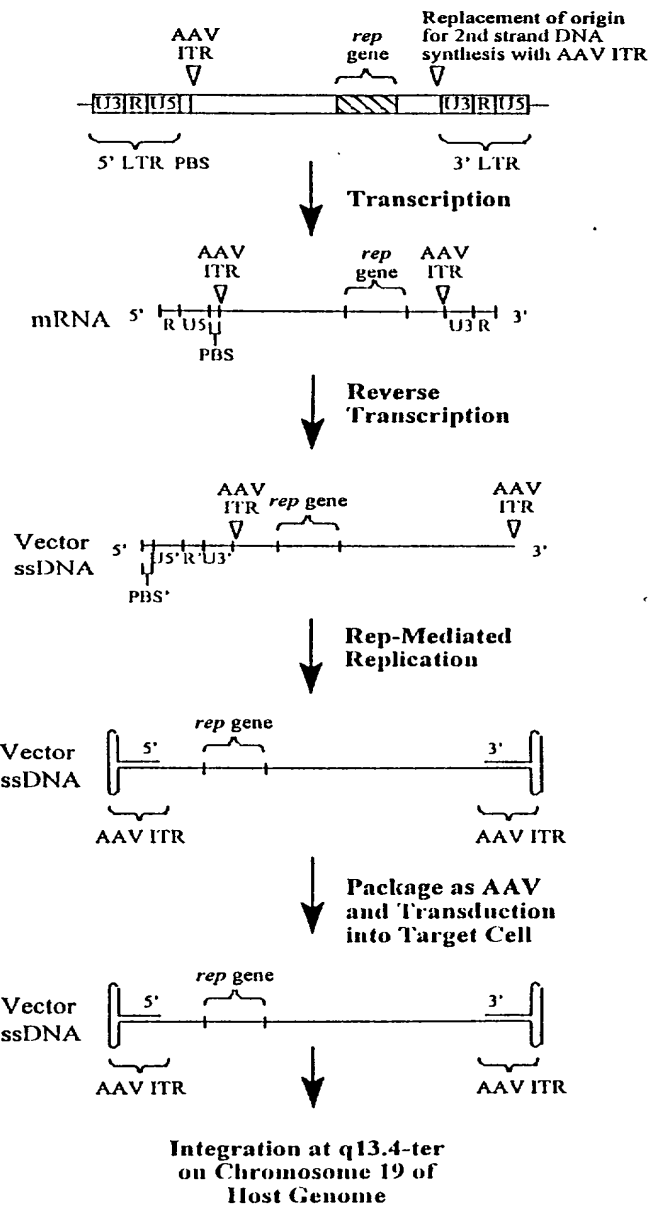 AAV
ITR
rep
gene
Replacement of origin
for 2nd strand DNA
synthesis with AAV ITR
U3 R U5
U3 R U5
5' LTR PBS
3' LTR
Transcription
AAV
ITR
rep
gene
AAV
ITR
mRNA
5'
3'
R U5
U3 R
PBS
Reverse
Transcription
AAV
ITR
rep gene
AAV
ITR
Vector
ssDNA
5'
3'
U5' R' U3'
PBS'
Rep-Mediated
Replication
rep gene
5'
3'
Vector
ssDNA
AAV ITR
AAV ITR
Package as AAV
and Transduction
into Target Cell
rep gene
5'
3'
Vector
ssDNA
AAV ITR
AAV ITR
Integration at q13.4-ter
on Chromosome 19 of
Host Genome